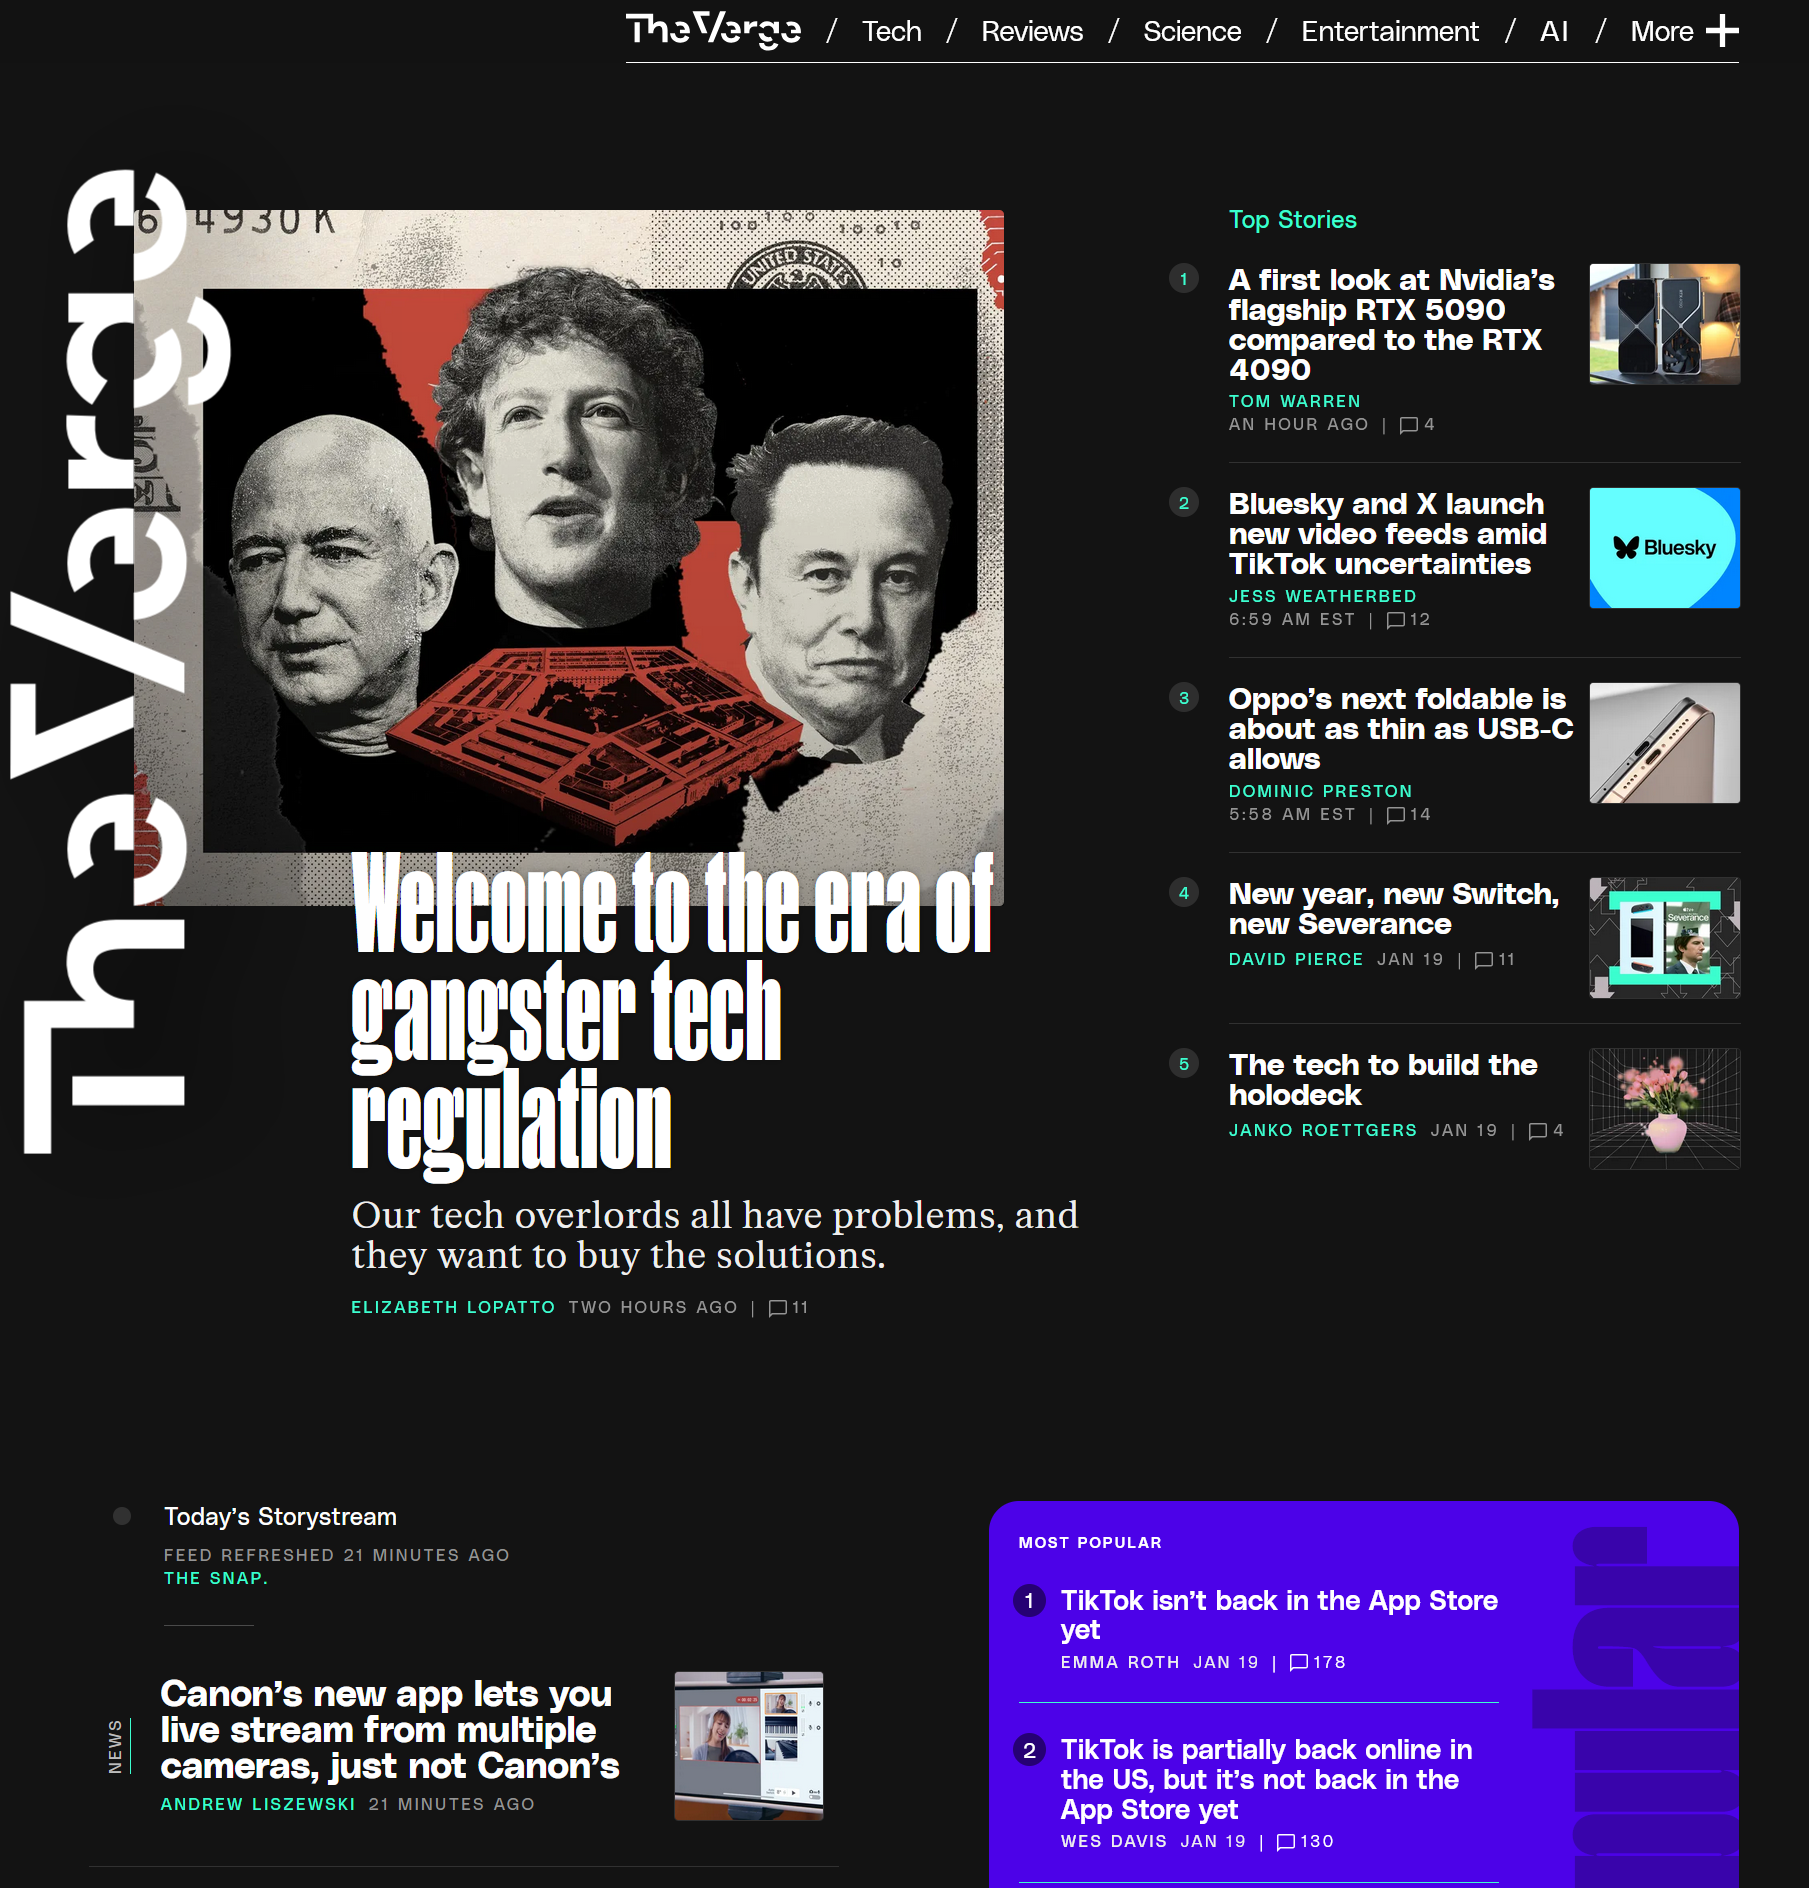 The Verge / Tech / Reviews / Science / Entertainment / AI / More
The Verge
6 4930 K
100 100 10010
10
UNITED STATES
Welcome to the era of
gangster tech
regulation
Our tech overlords all have problems, and
they want to buy the solutions.
ELIZABETH LOPATTO TWO HOURS AGO | 11
Top Stories
1
A first look at Nvidia's
flagship RTX 5090
compared to the RTX
4090
TOM WARREN
AN HOUR AGO | 4
2
Bluesky and X launch
new video feeds amid
TikTok uncertainties
JESS WEATHERBED
6:59 AM EST | 12
Bluesky
3
Oppo's next foldable is
about as thin as USB-C
allows
DOMINIC PRESTON
5:58 AM EST | 14
4
New year, new Switch,
new Severance
DAVID PIERCE JAN 19 | 11
Severance
5
The tech to build the
holodeck
JANKO ROETTGERS JAN 19 | 4
Today's Storystream
FEED REFRESHED 21 MINUTES AGO
THE SNAP.
NEWS
Canon's new app lets you
live stream from multiple
cameras, just not Canon's
ANDREW LISZEWSKI 21 MINUTES AGO
MOST POPULAR
1
TikTok isn't back in the App Store
yet
EMMA ROTH JAN 19 | 178
2
TikTok is partially back online in
the US, but it's not back in the
App Store yet
WES DAVIS JAN 19 | 130